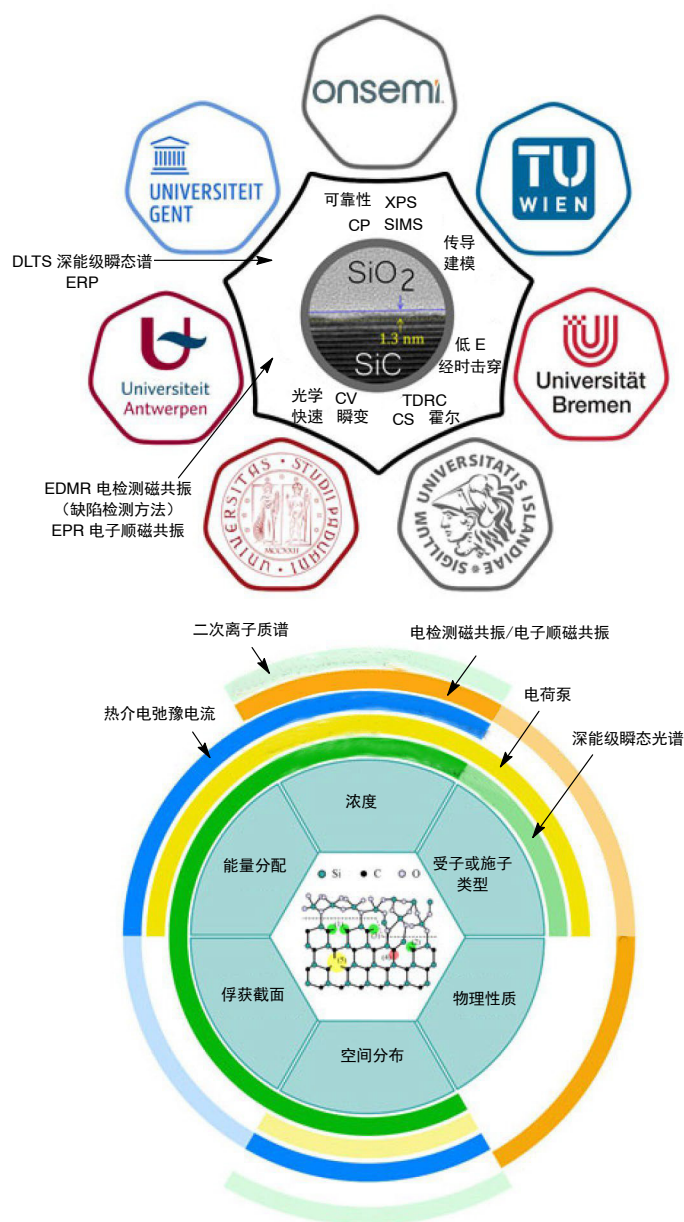 onsemi
UNIVERSITEIT
GENT
TU
WIEN
可靠性 XPS
CP SIMS
传导
建模
DLTS 深能级瞬态谱
ERP
SiO2
1.3 nm
SiC
低 E
经时击穿
Universiteit
Antwerpen
Universität
Bremen
光学 CV TDRC
快速 瞬变 CS 霍尔
EDMR 电检测磁共振
（缺陷检测方法）
EPR 电子顺磁共振
UNIVERSITAS STUDII PADUANI
MCCXXII
SIGILLUM UNIVERSITATIS ISLANDIAE
二次离子质谱
电检测磁共振/电子顺磁共振
热介电弛豫电流
电荷泵
深能级瞬态光谱
浓度
能量分配
受子或施子
类型
Si C O
(2)
(4)
(5)
俘获截面
物理性质
空间分布